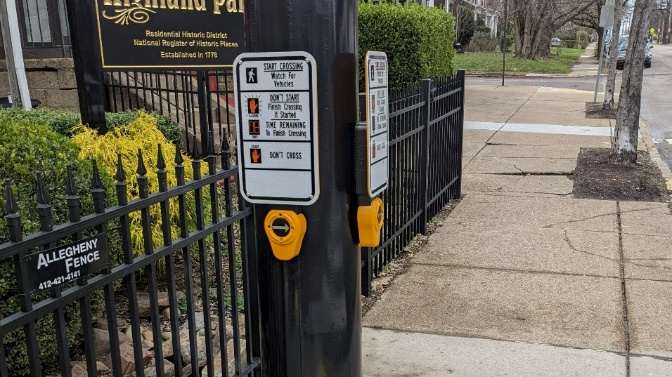 Highland Par
Residential Historic District
National Register of Historic Places
Established in 1778
START CROSSING
Watch For
Vehicles
DON'T START
Finish Crossing
If Started
TIME REMAINING
To Finish Crossing
DON'T CROSS
ALLEGHENY
FENCE
412-421-4141